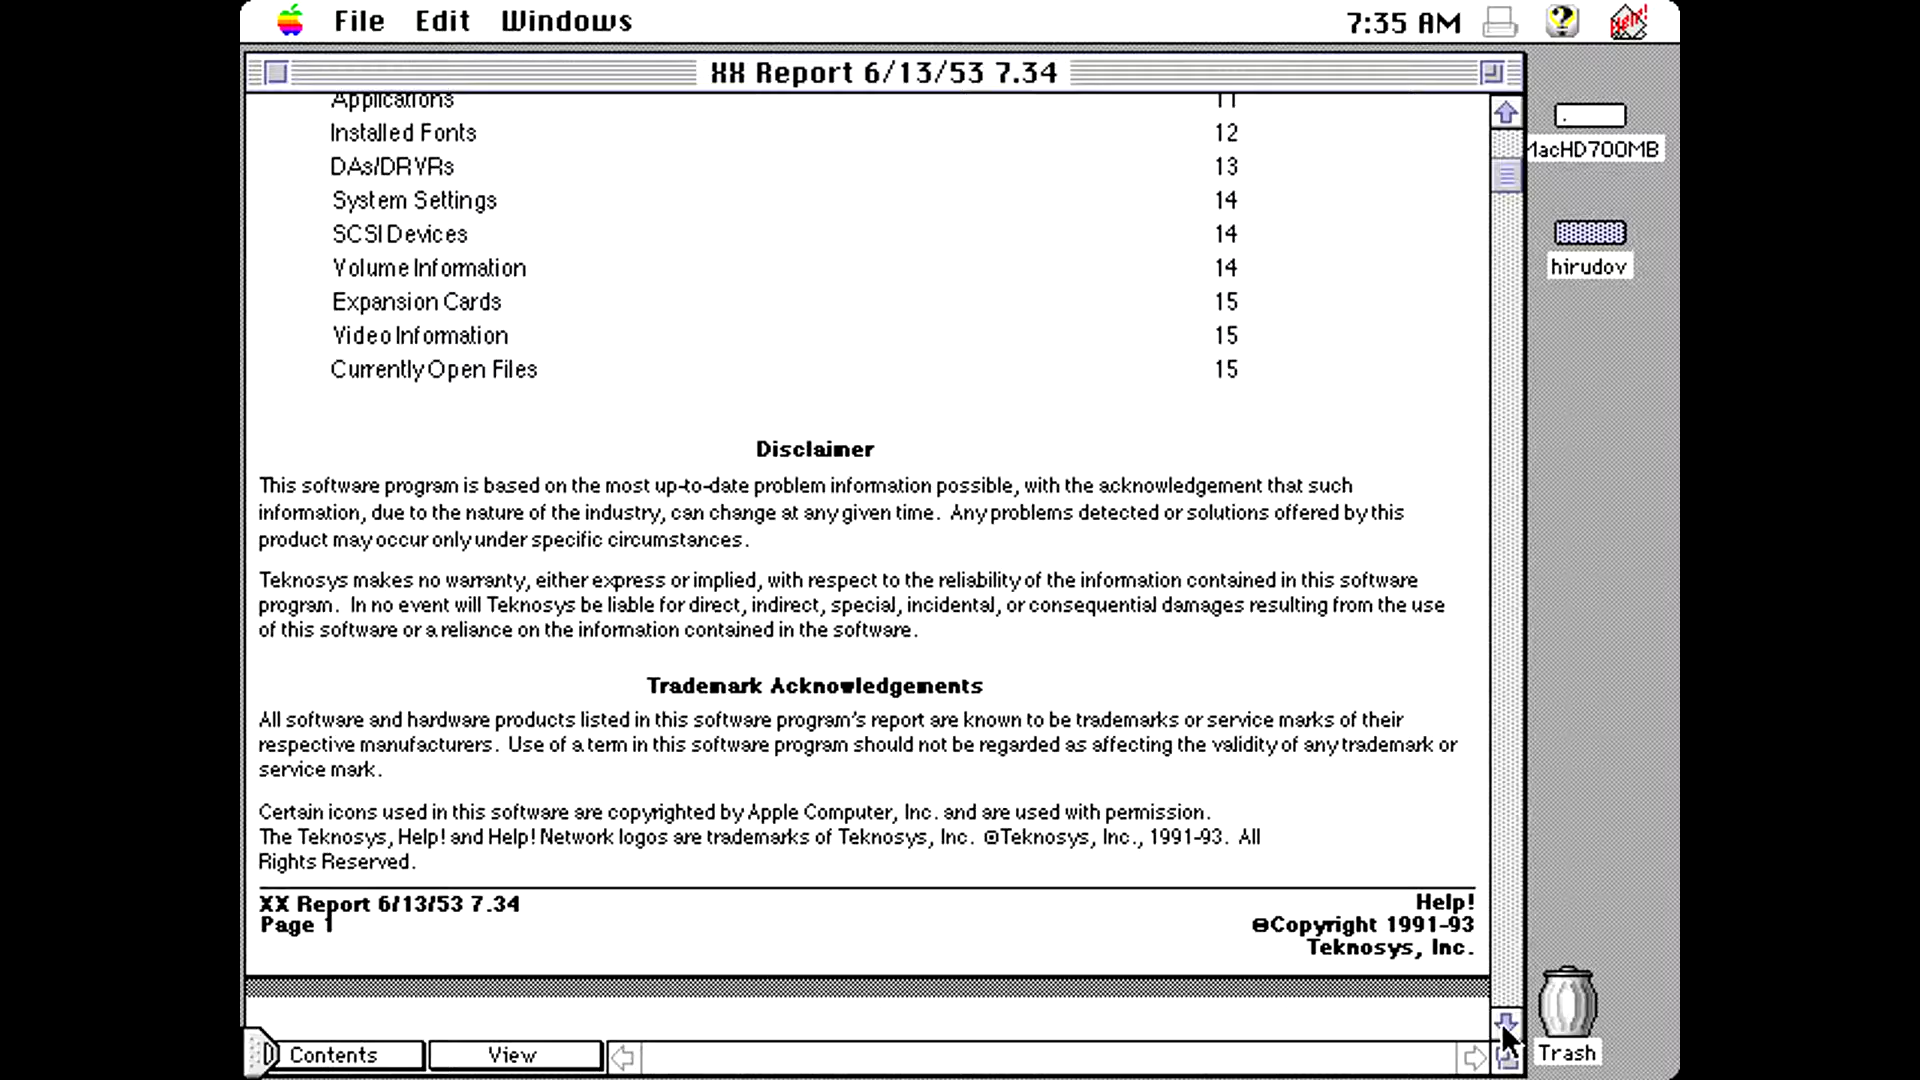 File Edit Windows 7:35 AM Help!
XX Report 6/13/53 7.34
Applications 11
Installed Fonts 12
DAs/DRVRs 13
System Settings 14
SCSI Devices 14
Volume Information 14
Expansion Cards 15
Video Information 15
Currently Open Files 15
Disclaimer
This software program is based on the most up-to-date problem information possible, with the acknowledgement that such
information, due to the nature of the industry, can change at any given time. Any problems detected or solutions offered by this
product may occur only under specific circumstances.
Teknosys makes no warranty, either express or implied, with respect to the reliability of the information contained in this software
program. In no event will Teknosys be liable for direct, indirect, special, incidental, or consequential damages resulting from the use
of this software or a reliance on the information contained in the software.
Trademark Acknowledgements
All software and hardware products listed in this software program's report are known to be trademarks or service marks of their
respective manufacturers. Use of a term in this software program should not be regarded as affecting the validity of any trademark or
service mark.
Certain icons used in this software are copyrighted by Apple Computer, Inc. and are used with permission.
The Teknosys, Help! and Help! Network logos are trademarks of Teknosys, Inc. ©Teknosys, Inc., 1991-93. All
Rights Reserved.
XX Report 6/13/53 7.34
Page 1
Help!
©Copyright 1991-93
Teknosys, Inc.
Contents View
MacHD700MB
hirudov
Trash